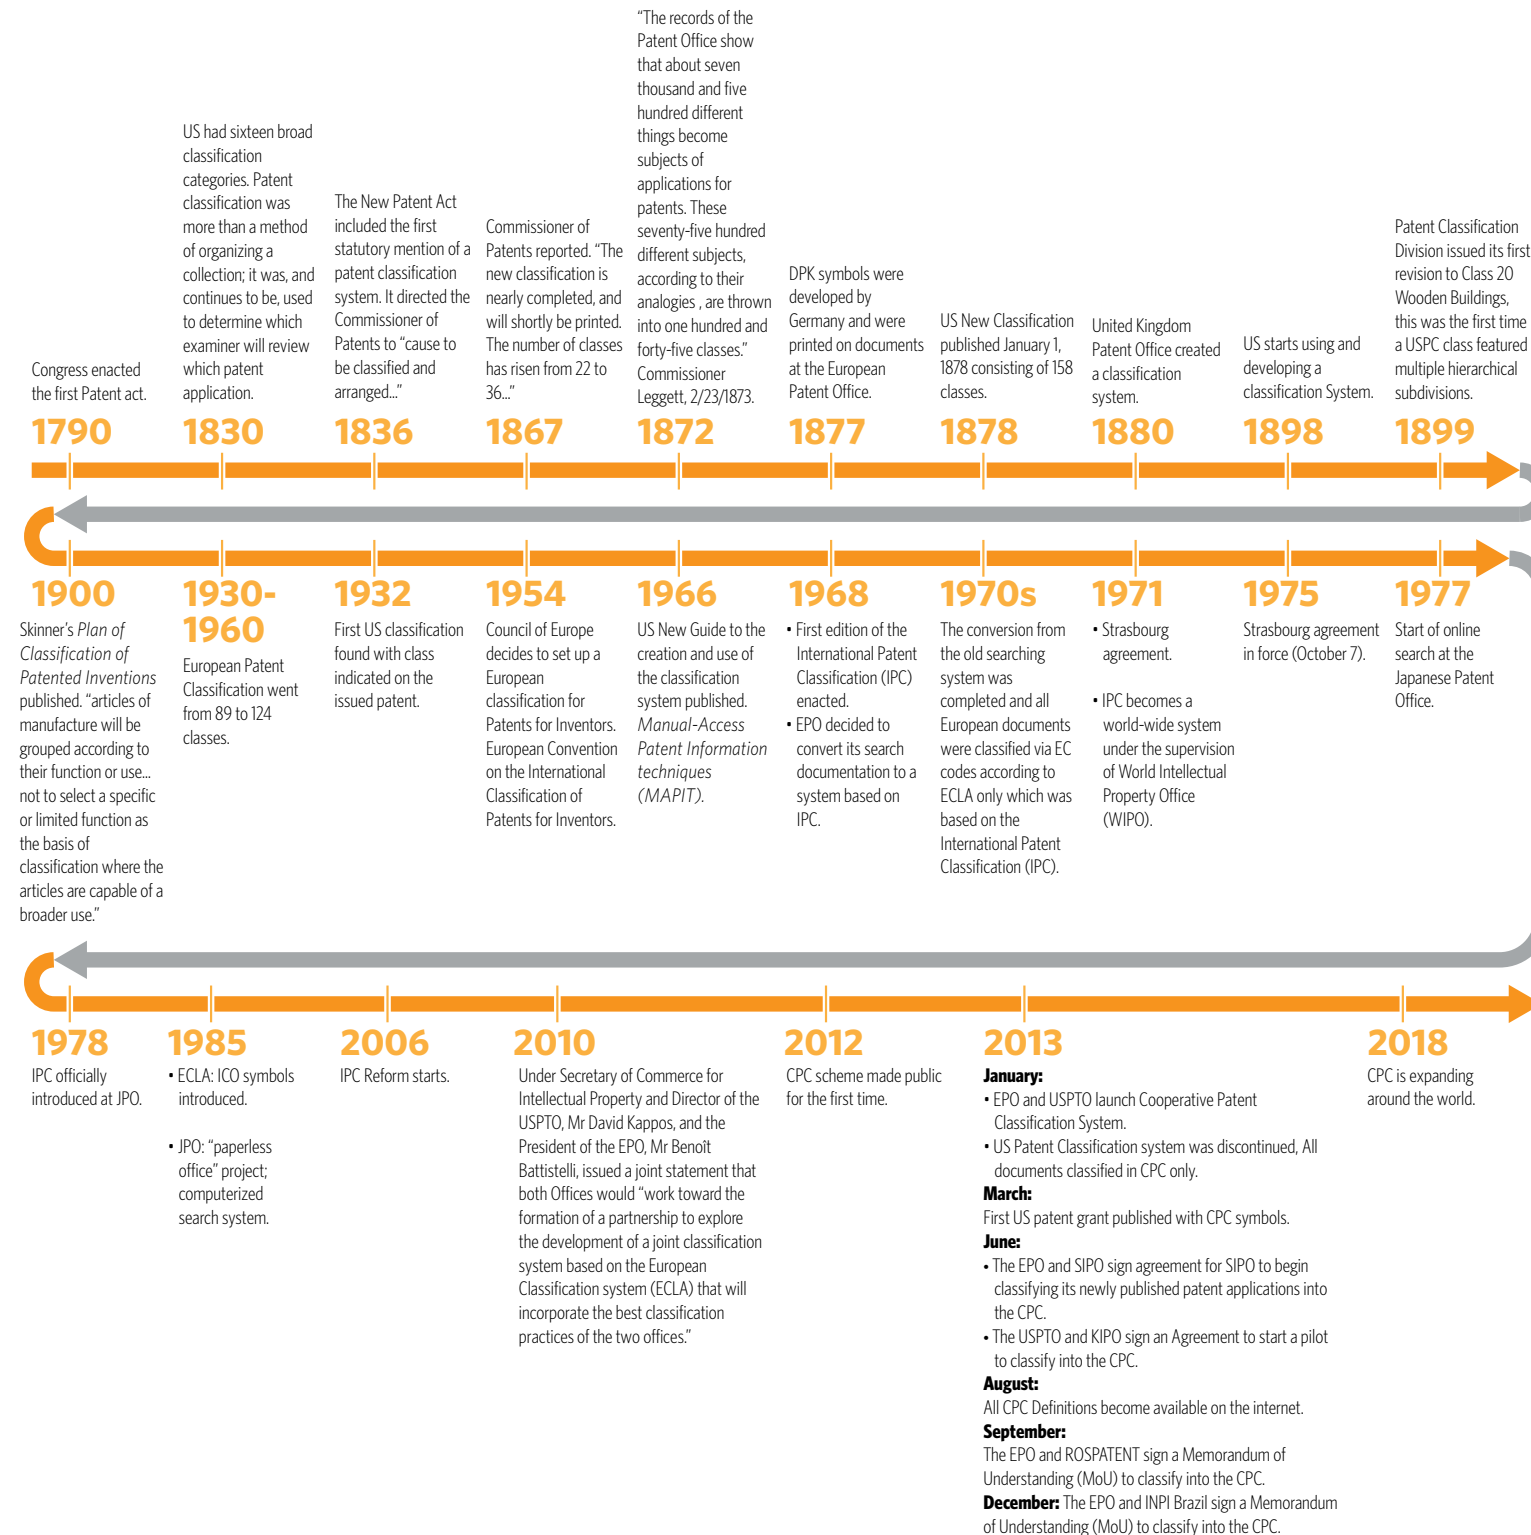 Congress enacted
the first Patent act.
1790
US had sixteen broad
classification
categories. Patent
classification was
more than a method
of organizing a
collection; it was, and
continues to be, used
to determine which
examiner will review
which patent
application.
1830
The New Patent Act
included the first
statutory mention of a
patent classification
system. It directed the
Commissioner of
Patents to “cause to
be classified and
arranged...”
1836
Commissioner of
Patents reported. “The
new classification is
nearly completed, and
will shortly be printed.
The number of classes
has risen from 22 to
36...”
1867
“The records of the
Patent Office show
that about seven
thousand and five
hundred different
things become
subjects of
applications for
patents. These
seventy-five hundred
different subjects,
according to their
analogies , are thrown
into one hundred and
forty-five classes.”
Commissioner
Leggett, 2/23/1873.
1872
DPK symbols were
developed by
Germany and were
printed on documents
at the European
Patent Office.
1877
US New Classification
published January 1,
1878 consisting of 158
classes.
1878
United Kingdom
Patent Office created
a classification
system.
1880
US starts using and
developing a
classification System.
1898
Patent Classification
Division issued its first
revision to Class 20
Wooden Buildings,
this was the first time
a USPC class featured
multiple hierarchical
subdivisions.
1899
1900
Skinner’s Plan of
Classification of
Patented Inventions
published. “articles of
manufacture will be
grouped according to
their function or use...
not to select a specific
or limited function as
the basis of
classification where the
articles are capable of a
broader use.”
1930-
1960
European Patent
Classification went
from 89 to 124
classes.
1932
First US classification
found with class
indicated on the
issued patent.
1954
Council of Europe
decides to set up a
European
classification for
Patents for Inventors.
European Convention
on the International
Classification of
Patents for Inventors.
1966
US New Guide to the
creation and use of
the classification
system published.
Manual-Access
Patent Information
techniques
(MAPIT).
1968
• First edition of the
International Patent
Classification (IPC)
enacted.
• EPO decided to
convert its search
documentation to a
system based on
IPC.
1970s
The conversion from
the old searching
system was
completed and all
European documents
were classified via EC
codes according to
ECLA only which was
based on the
International Patent
Classification (IPC).
1971
• Strasbourg
agreement.
• IPC becomes a
world-wide system
under the supervision
of World Intellectual
Property Office
(WIPO).
1975
Strasbourg agreement
in force (October 7).
1977
Start of online
search at the
Japanese Patent
Office.
1978
IPC officially
introduced at JPO.
1985
• ECLA: ICO symbols
introduced.
• JPO: “paperless
office” project;
computerized
search system.
2006
IPC Reform starts.
2010
Under Secretary of Commerce for
Intellectual Property and Director of the
USPTO, Mr David Kappos, and the
President of the EPO, Mr Benoît
Battistelli, issued a joint statement that
both Offices would “work toward the
formation of a partnership to explore
the development of a joint classification
system based on the European
Classification system (ECLA) that will
incorporate the best classification
practices of the two offices.”
2012
CPC scheme made public
for the first time.
2013
January:
• EPO and USPTO launch Cooperative Patent
Classification System.
• US Patent Classification system was discontinued, All
documents classified in CPC only.
March:
First US patent grant published with CPC symbols.
June:
• The EPO and SIPO sign agreement for SIPO to begin
classifying its newly published patent applications into
the CPC.
• The USPTO and KIPO sign an Agreement to start a pilot
to classify into the CPC.
August:
All CPC Definitions become available on the internet.
September:
The EPO and ROSPATENT sign a Memorandum of
Understanding (MoU) to classify into the CPC.
December: The EPO and INPI Brazil sign a Memorandum
of Understanding (MoU) to classify into the CPC.
2018
CPC is expanding
around the world.